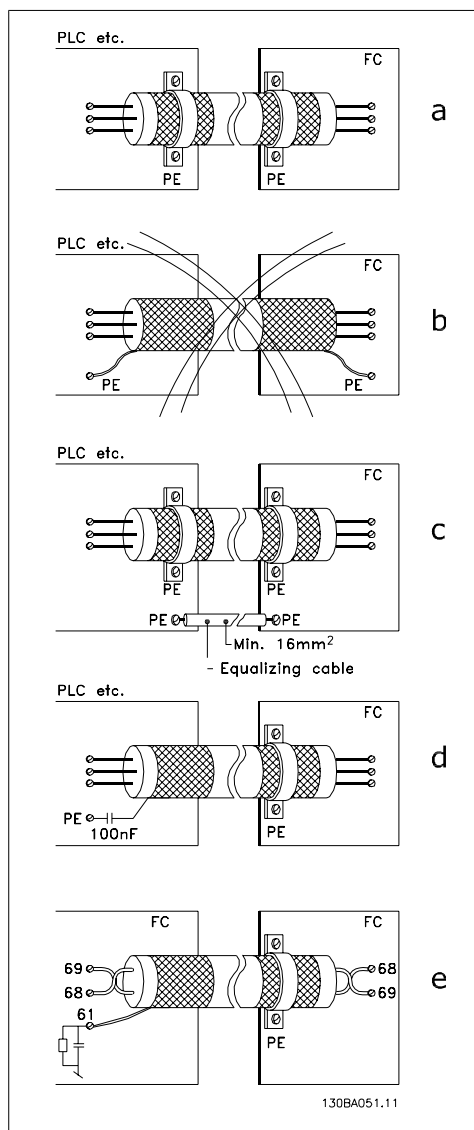 PLC etc.
FC
a
PE PE
PLC etc.
FC
b
PE PE
PLC etc.
FC
c
PE PE
PE PE
Min. 16mm²
Equalizing cable
PLC etc.
FC
d
PE
100nF
PE
FC FC
69 68
68 69
e
61
PE
130BA051.11